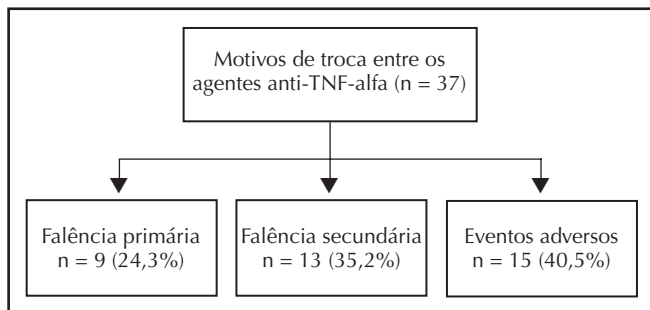 Motivos de troca entre os
agentes anti-TNF-alfa (n = 37)
Falência primária
n = 9 (24,3%)
Falência secundária
n = 13 (35,2%)
Eventos adversos
n = 15 (40,5%)